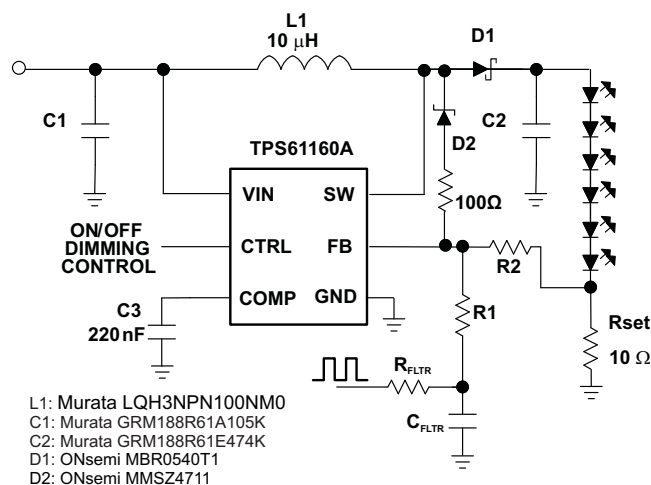 L1
10 µH
D1
C1
C2
D2
TPS61160A
VIN
SW
100Ω
ON/OFF
DIMMING
CONTROL
CTRL
FB
R2
C3
220 nF
COMP
GND
R1
Rset
10 Ω
RFLTR
CFLTR
L1: Murata LQH3NPN100NM0
C1: Murata GRM188R61A105K
C2: Murata GRM188R61E474K
D1: ONsemi MBR0540T1
D2: ONsemi MMSZ4711